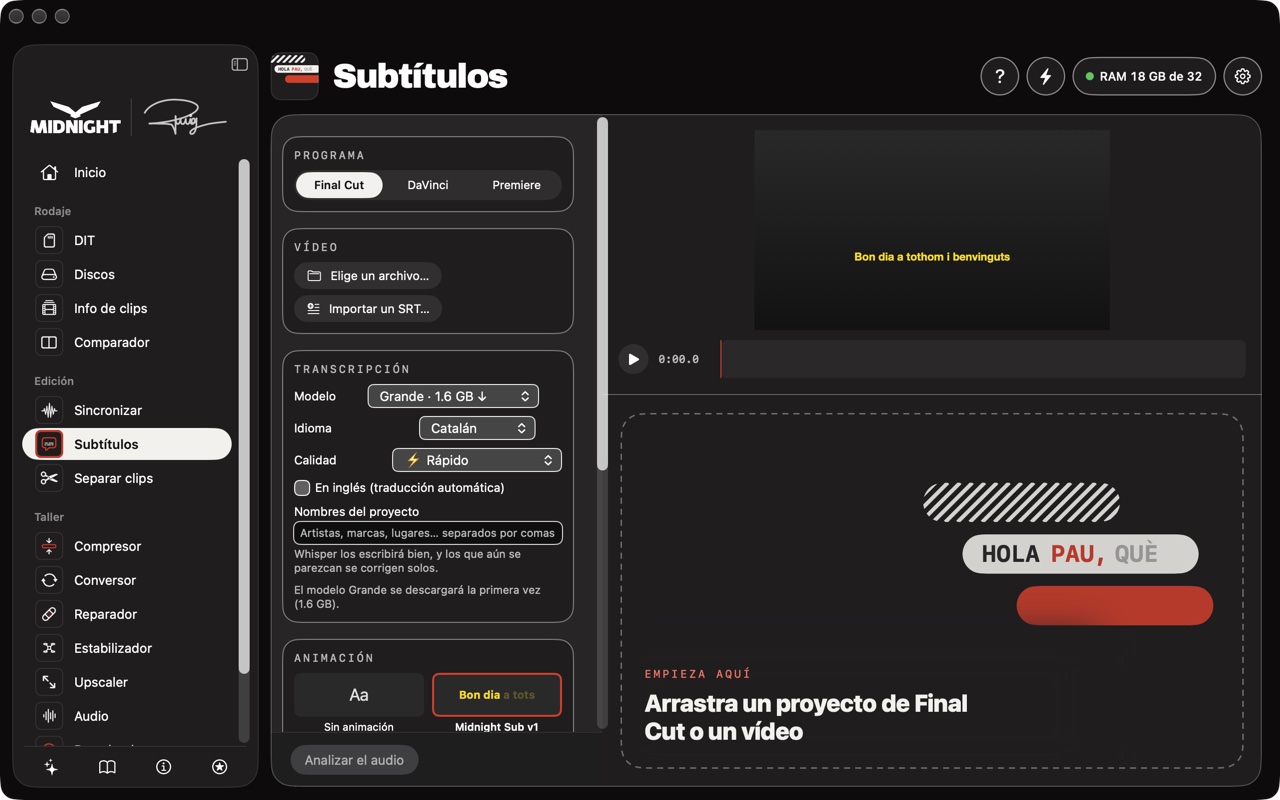 MIDNIGHT
Puig
Inicio
Rodaje
DIT
Discos
Info de clips
Comparador
Edición
Sincronizar
Subtítulos
Separar clips
Taller
Compresor
Conversor
Reparador
Estabilizador
Upscaler
Audio
HOLA PAU, QUÈ
Subtítulos
?
RAM 18 GB de 32
PROGRAMA
Final Cut
DaVinci
Premiere
VÍDEO
Elige un archivo...
Importar un SRT...
TRANSCRIPCIÓN
Modelo
Grande · 1.6 GB ↓
Idioma
Catalán
Calidad
⚡ Rápido
En inglés (traducción automática)
Nombres del proyecto
Artistas, marcas, lugares... separados por comas
Whisper los escribirá bien, y los que aún se
parezcan se corrigen solos.
El modelo Grande se descargará la primera vez
(1.6 GB).
ANIMACIÓN
Aa
Bon dia a tots
Sin animación
Midnight Sub v1
Analizar el audio
Bon dia a tothom i benvinguts
0:00.0
HOLA PAU, QUÈ
EMPIEZA AQUÍ
Arrastra un proyecto de Final
Cut o un vídeo